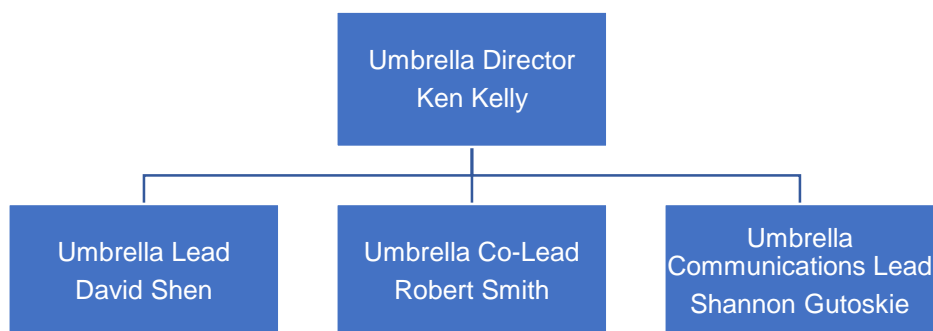 Umbrella Director
Ken Kelly
Umbrella Lead
David Shen
Umbrella Co-Lead
Robert Smith
Umbrella
Communications Lead
Shannon Gutoskie